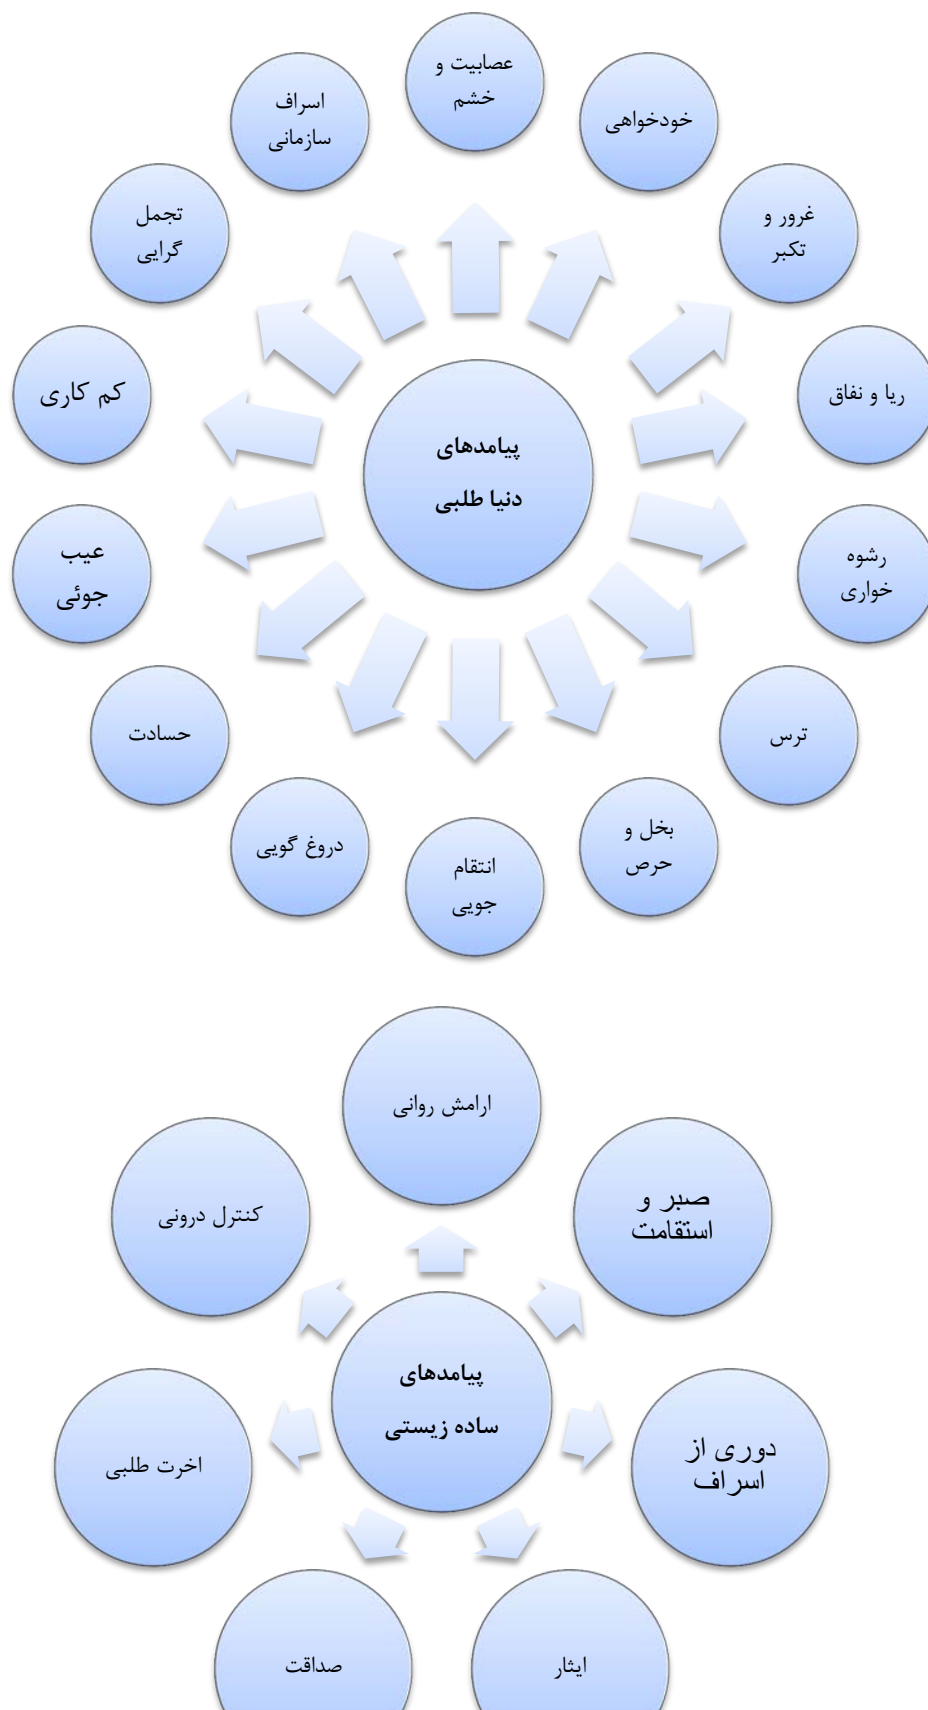 عصابیت و
خشم
خودخواهی
غرور و
تکبر
ریا و نفاق
رشوه
خواری
ترس
بخل و
حرص
انتقام
جویی
دروغ گویی
حسادت
عیب
جوئی
کم کاری
تجمل
گرایی
اسراف
سازمانی
پیامدهای
دنیا طلبی
ارامش روانی
صبر و
استقامت
دوری از
اسراف
ایثار
صداقت
اخرت طلبی
کنترل درونی
پیامدهای
ساده زیستی